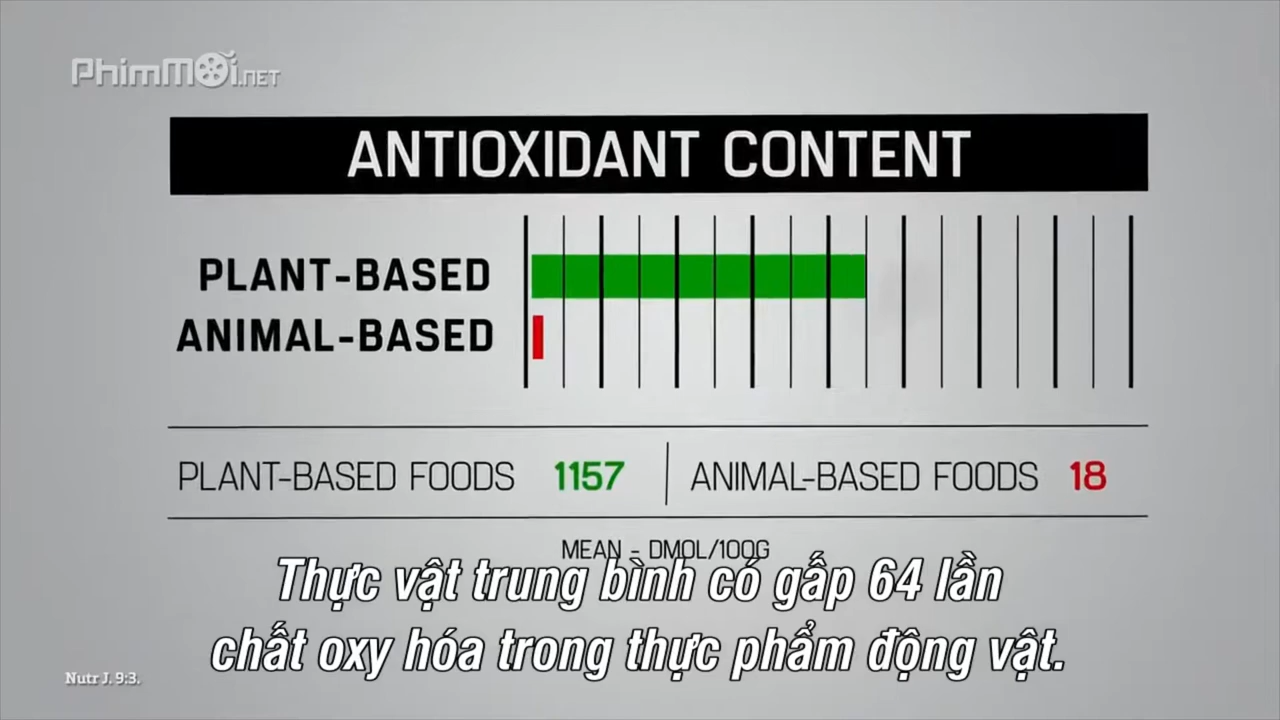 PhimMỡi.NET
ANTIOXIDANT CONTENT
PLANT-BASED
ANIMAL-BASED
PLANT-BASED FOODS 1157 ANIMAL-BASED FOODS 18
MEAN - DMOL/100G
Thực vật trung bình có gấp 64 lần
chất oxy hóa trong thực phẩm động vật.
Nutr J. 9:3.